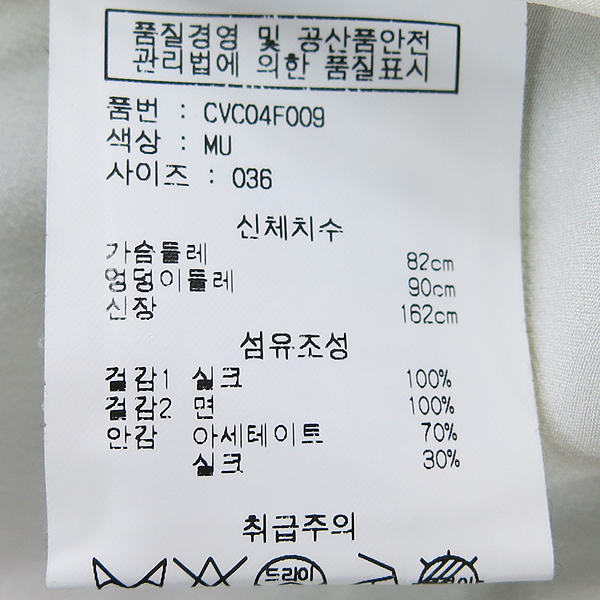 품질경영 및 공산품안전
관리법에 의한 품질표시
품번 : CVC04F009
색상 : MU
사이즈 : 036
신체치수
가슴둘레 82cm
엉덩이둘레 90cm
신장 162cm
섬유조성
겉감1 실크 100%
겉감2 면 100%
안감 아세테이트 70%
실크 30%
취급주의
드라이